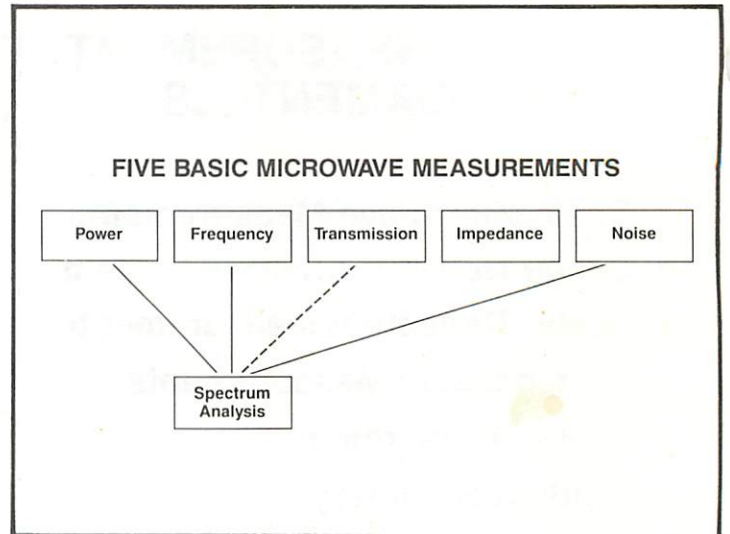 FIVE BASIC MICROWAVE MEASUREMENTS
Power
Frequency
Transmission
Impedance
Noise
Spectrum
Analysis